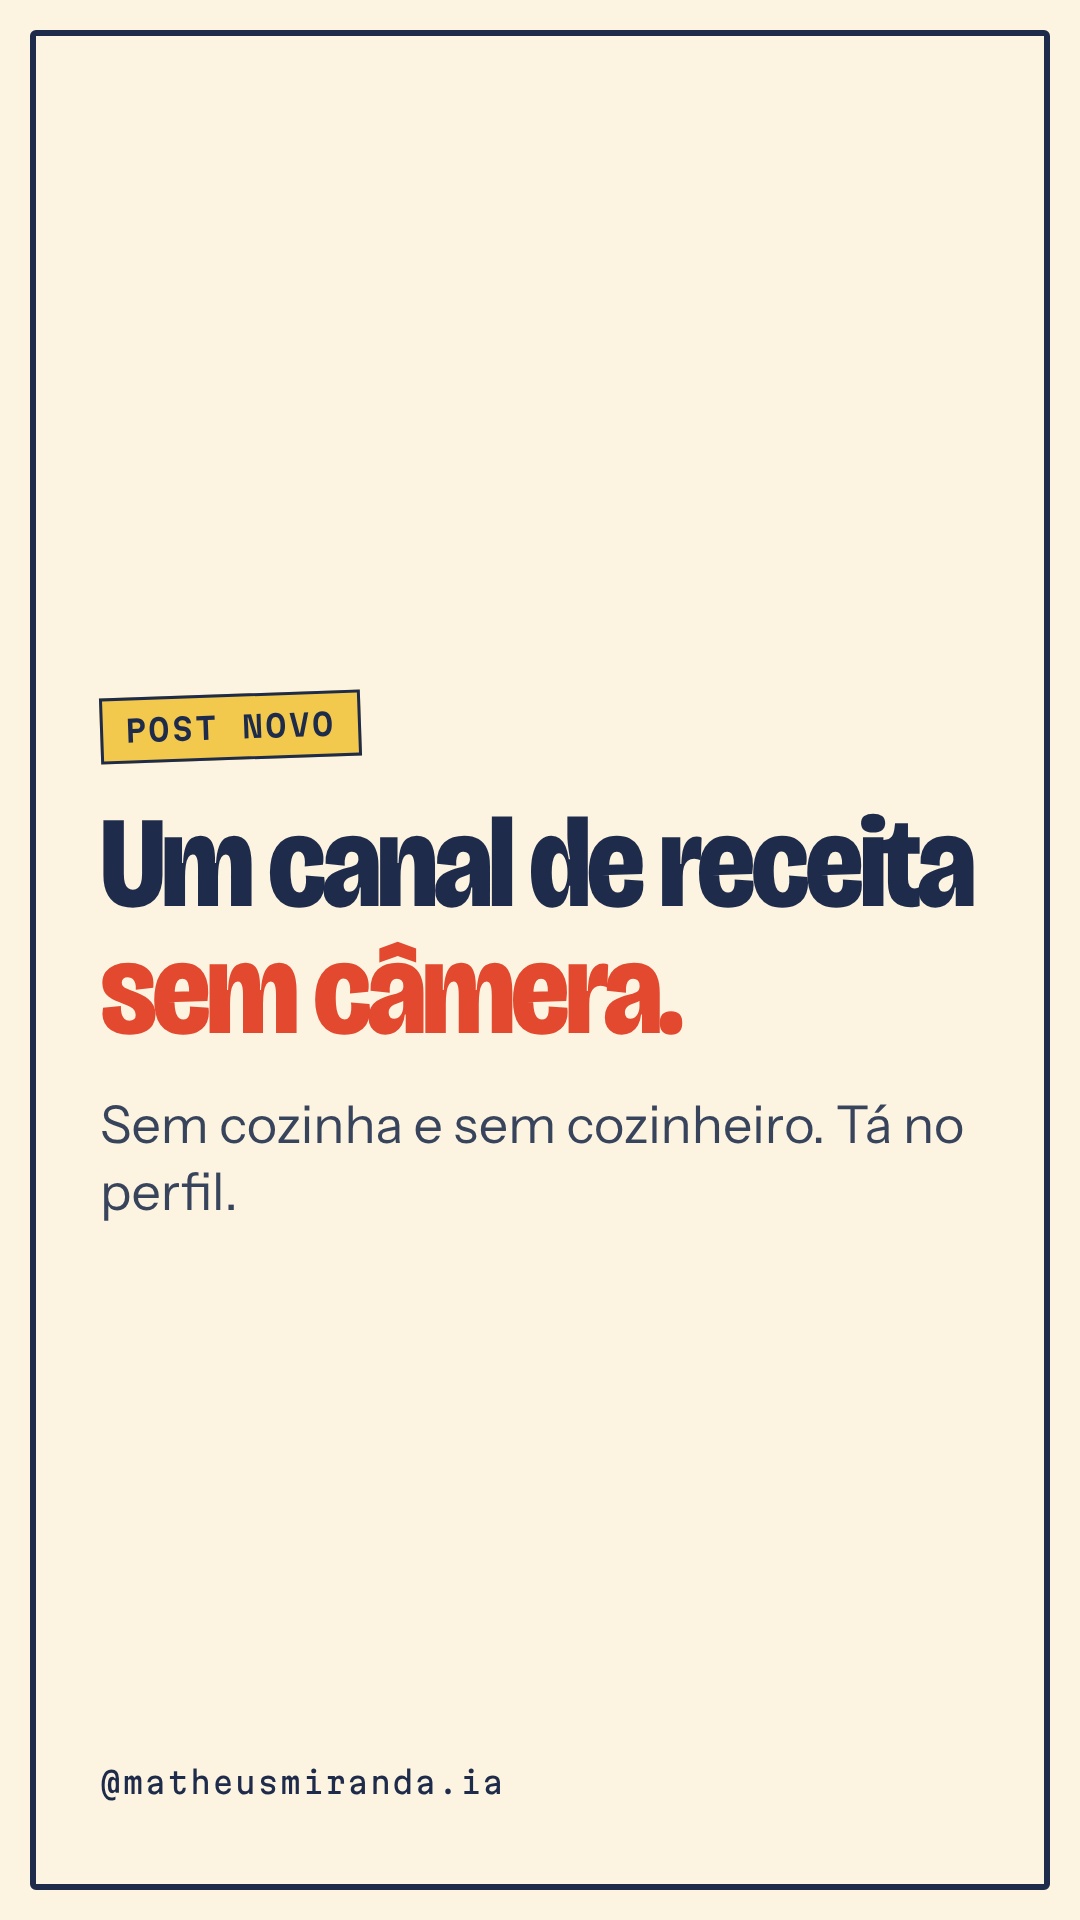 POST NOVO
Um canal de receita
sem câmera.
Sem cozinha e sem cozinheiro. Tá no
perfil.
@matheusmiranda.ia